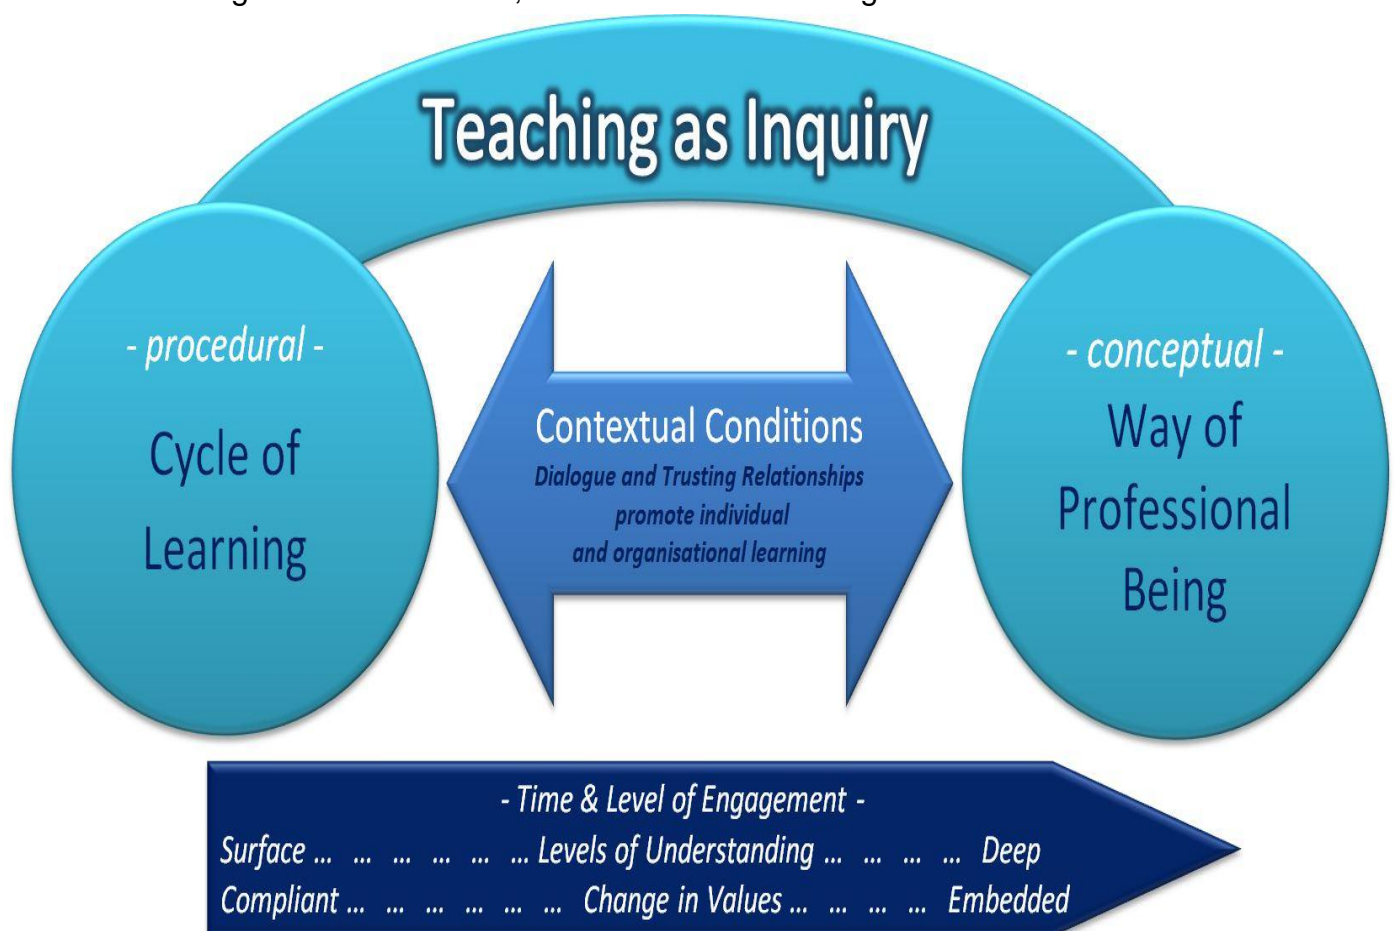 Teaching as Inquiry
- procedural -
Cycle of
Learning
Contextual Conditions
Dialogue and Trusting Relationships
promote individual
and organisational learning
- conceptual -
Way of
Professional
Being
- Time & Level of Engagement -
Surface ... ... ... ... ... ... Levels of Understanding ... ... ... ... Deep
Compliant ... ... ... ... ... ... Change in Values ... ... ... ... Embedded